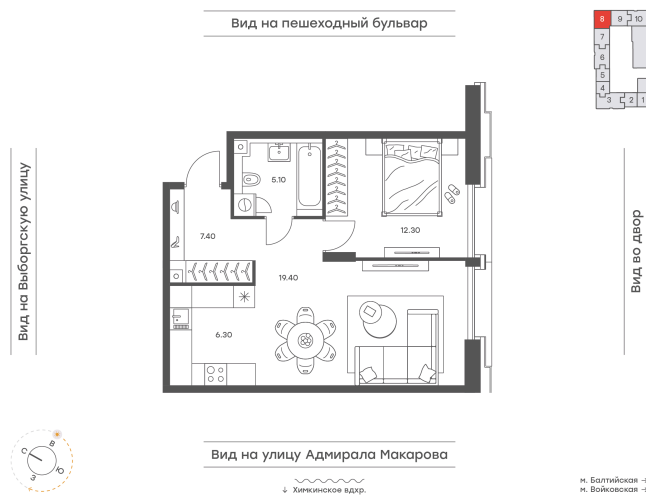 Вид на пешеходный бульвар
8 9 10
7
6
5
4
3 2 1
Вид на Выборгскую улицу
Вид во двор
5.10
12.30
7.40
19.40
6.30
В
С
Ю
З
Вид на улицу Адмирала Макарова
↓ Химкинское вдхр.
м. Балтийская
м. Войковская